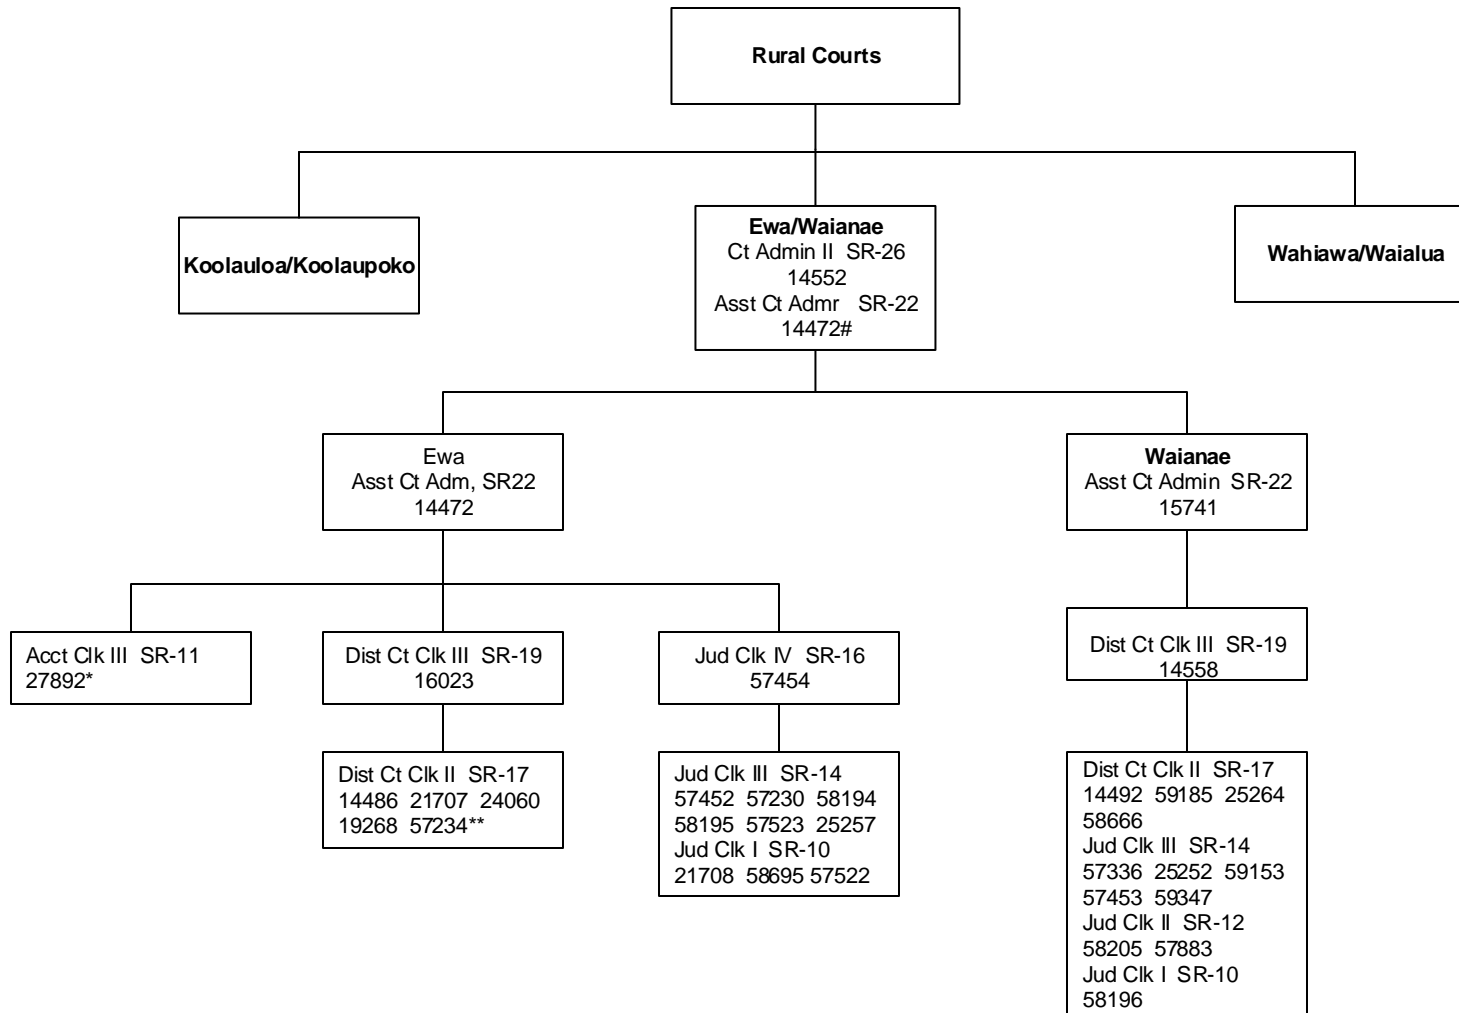 Rural Courts
Koolauloa/Koolaupoko
Ewa/Waianae
Ct Admin II SR-26
14552
Asst Ct Admr SR-22
14472#
Wahiawa/Waialua
Ewa
Asst Ct Adm, SR22
14472
Waianae
Asst Ct Admin SR-22
15741
Acct Clk III SR-11
27892*
Dist Ct Clk III SR-19
16023
Jud Clk IV SR-16
57454
Dist Ct Clk III SR-19
14558
Dist Ct Clk II SR-17
14486 21707 24060
19268 57234**
Jud Clk III SR-14
57452 57230 58194
58195 57523 25257
Jud Clk I SR-10
21708 58695 57522
Dist Ct Clk II SR-17
14492 59185 25264
58666
Jud Clk III SR-14
57336 25252 59153
57453 59347
Jud Clk II SR-12
58205 57883
Jud Clk I SR-10
58196